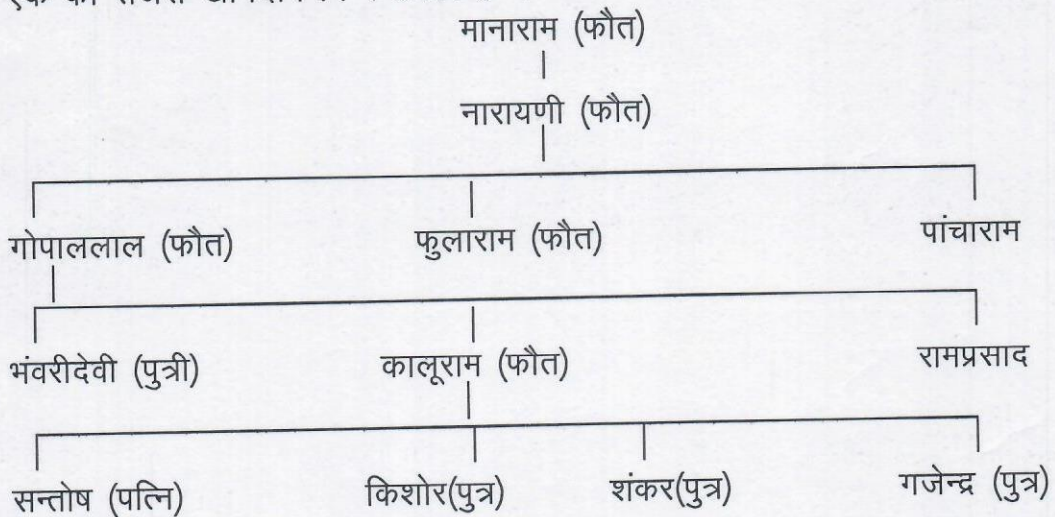 मानाराम (फौत)
नारायणी (फौत)
गोपाललाल (फौत) फुलाराम (फौत) पांचाराम
भंवरीदेवी (पुत्री) कालूराम (फौत) रामप्रसाद
सन्तोष (पत्नि) किशोर(पुत्र) शंकर(पुत्र) गजेन्द्र (पुत्र)